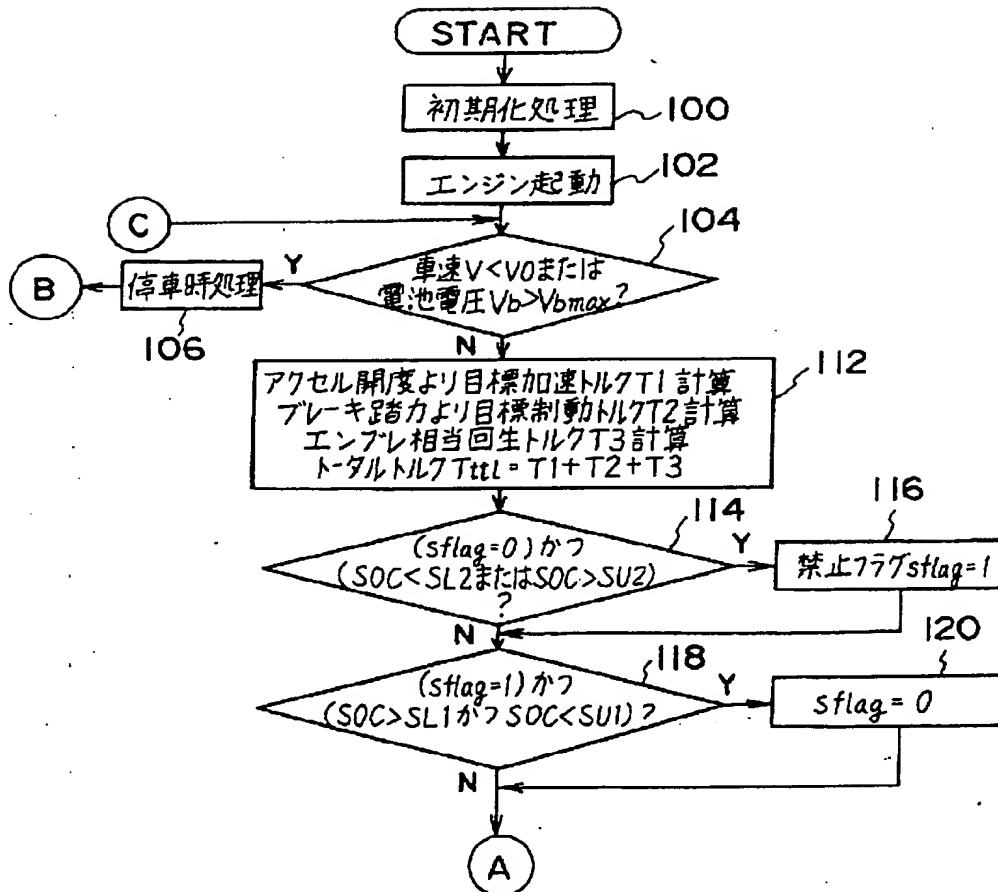 START
初期化処理
100
エンジン起動
102
C
104
車速V<V0または
電池電圧Vb>Vbmax?
Y
停車時処理
B
106
N
112
アクセル開度より目標加速トルクT1計算
ブレーキ踏力より目標制動トルクT2計算
エンブレ相当回生トルクT3計算
トータルトルクTttl=T1+T2+T3
114
(sflag=0)かつ
(SOC<SL2またはSOC>SU2)
?
Y
116
禁止フラグsflag=1
N
118
(sflag=1)かつ
(SOC>SL1かつSOC<SU1)?
Y
120
sflag=0
N
A